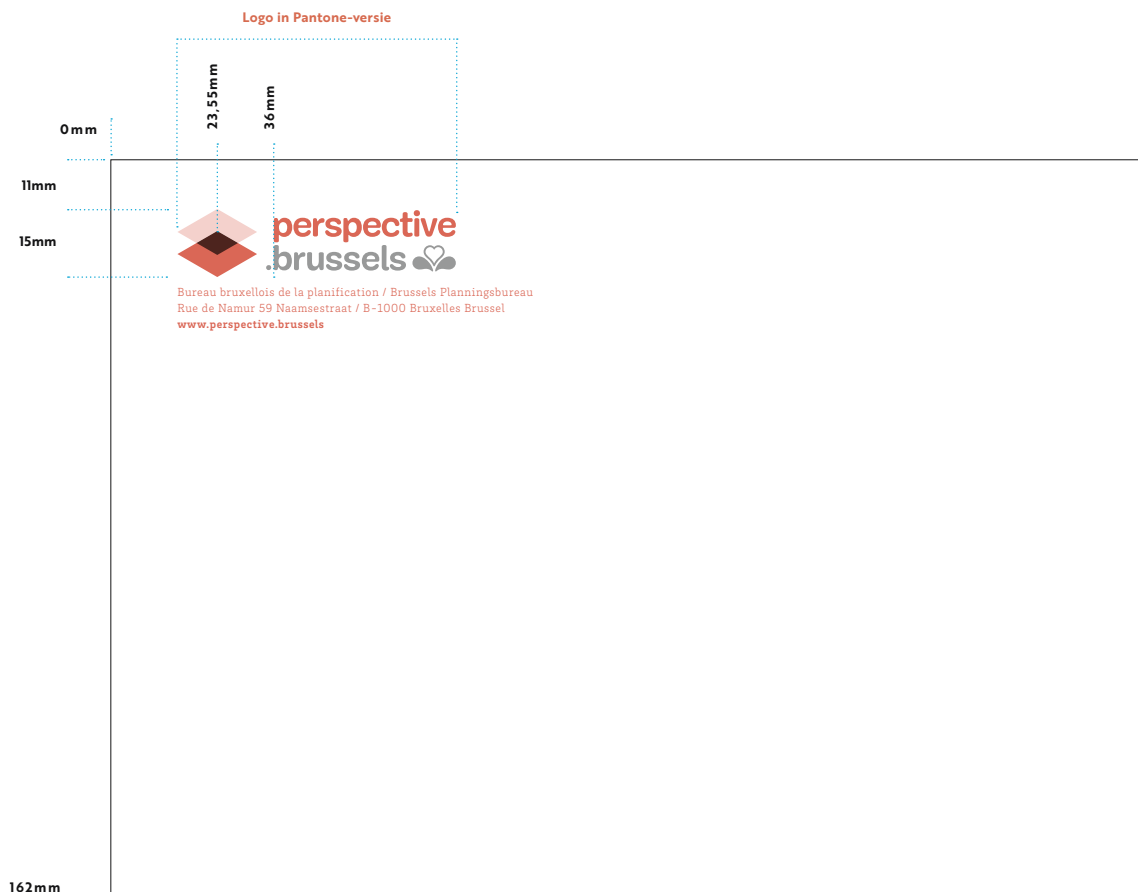 Logo in Pantone-versie
23,55mm
36mm
0mm
11mm
15mm
perspective
.brussels
Bureau bruxellois de la planification / Brussels Planningsbureau
Rue de Namur 59 Naamsestraat / B-1000 Bruxelles Brussel
www.perspective.brussels
162mm